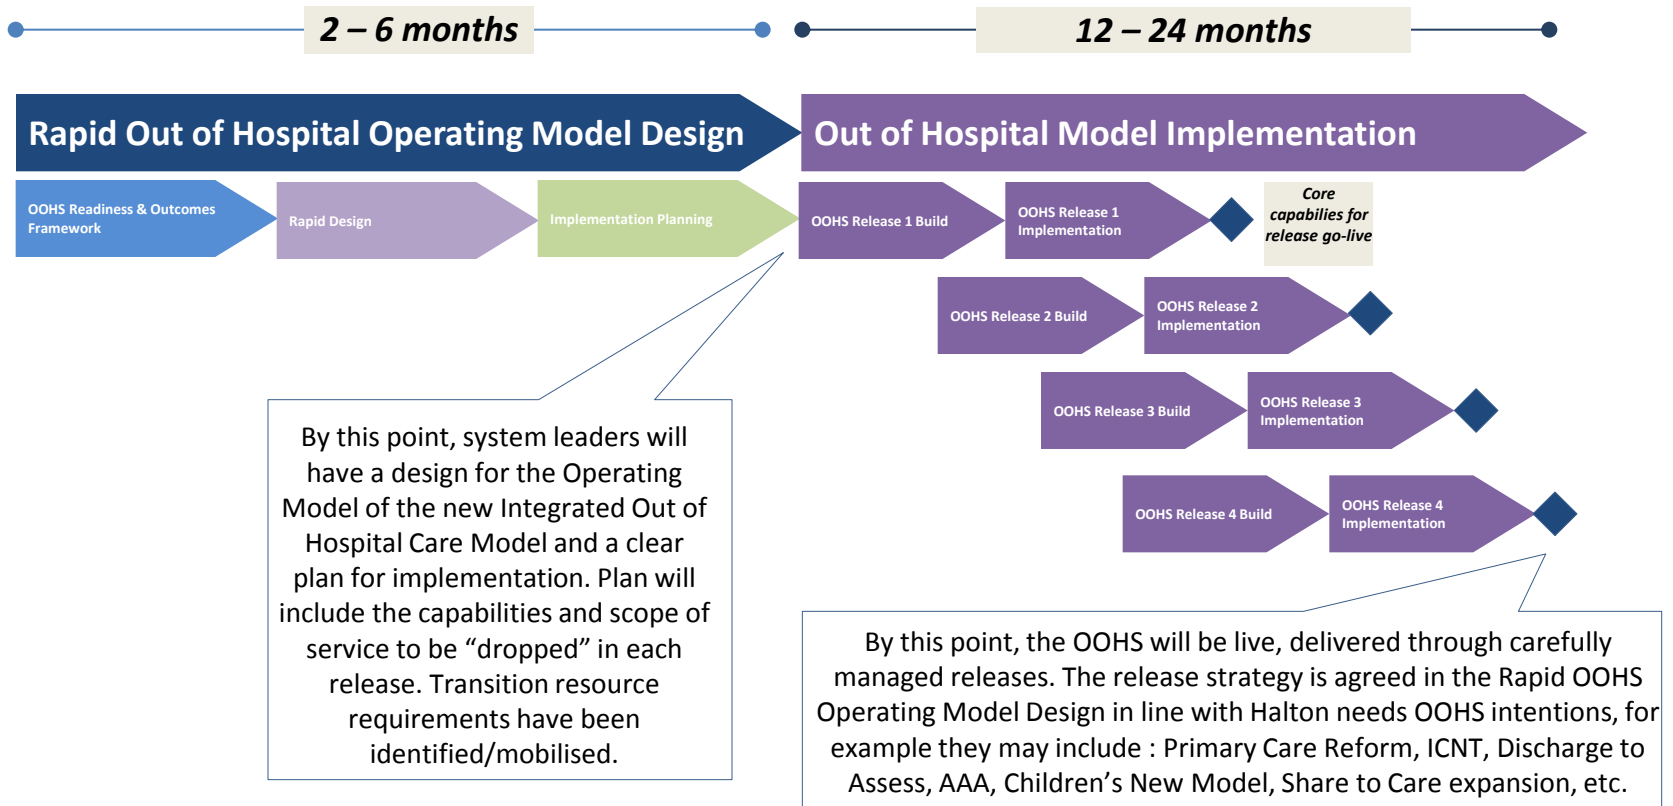 2 – 6 months
12 – 24 months
Rapid Out of Hospital Operating Model Design
Out of Hospital Model Implementation
OOHS Readiness & Outcomes
Framework
Rapid Design
Implementation Planning
OOHS Release 1 Build
OOHS Release 1
Implementation
Core
capabilies for
release go-live
OOHS Release 2 Build
OOHS Release 2
Implementation
OOHS Release 3 Build
OOHS Release 3
Implementation
OOHS Release 4 Build
OOHS Release 4
Implementation
By this point, system leaders will
have a design for the Operating
Model of the new Integrated Out of
Hospital Care Model and a clear
plan for implementation. Plan will
include the capabilities and scope of
service to be “dropped” in each
release. Transition resource
requirements have been
identified/mobilised.
By this point, the OOHS will be live, delivered through carefully
managed releases. The release strategy is agreed in the Rapid OOHS
Operating Model Design in line with Halton needs OOHS intentions, for
example they may include : Primary Care Reform, ICNT, Discharge to
Assess, AAA, Children’s New Model, Share to Care expansion, etc.